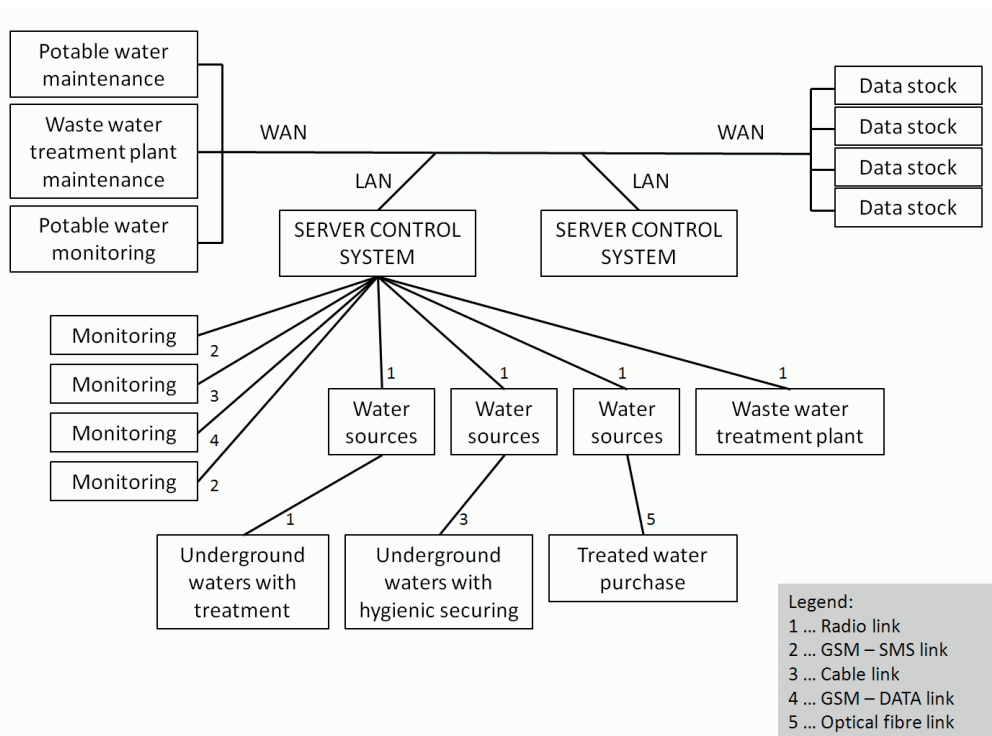 Potable water
maintenance
Waste water
treatment plant
maintenance
Potable water
monitoring
WAN
WAN
LAN
LAN
Data stock
Data stock
Data stock
Data stock
SERVER CONTROL
SYSTEM
SERVER CONTROL
SYSTEM
Monitoring
2
Monitoring
3
Monitoring
4
Monitoring
2
1
1
1
1
Water
sources
Water
sources
Water
sources
Waste water
treatment plant
1
3
5
Underground
waters with
treatment
Underground
waters with
hygienic securing
Treated water
purchase
Legend:
1 ... Radio link
2 ... GSM – SMS link
3 ... Cable link
4 ... GSM – DATA link
5 ... Optical fibre link